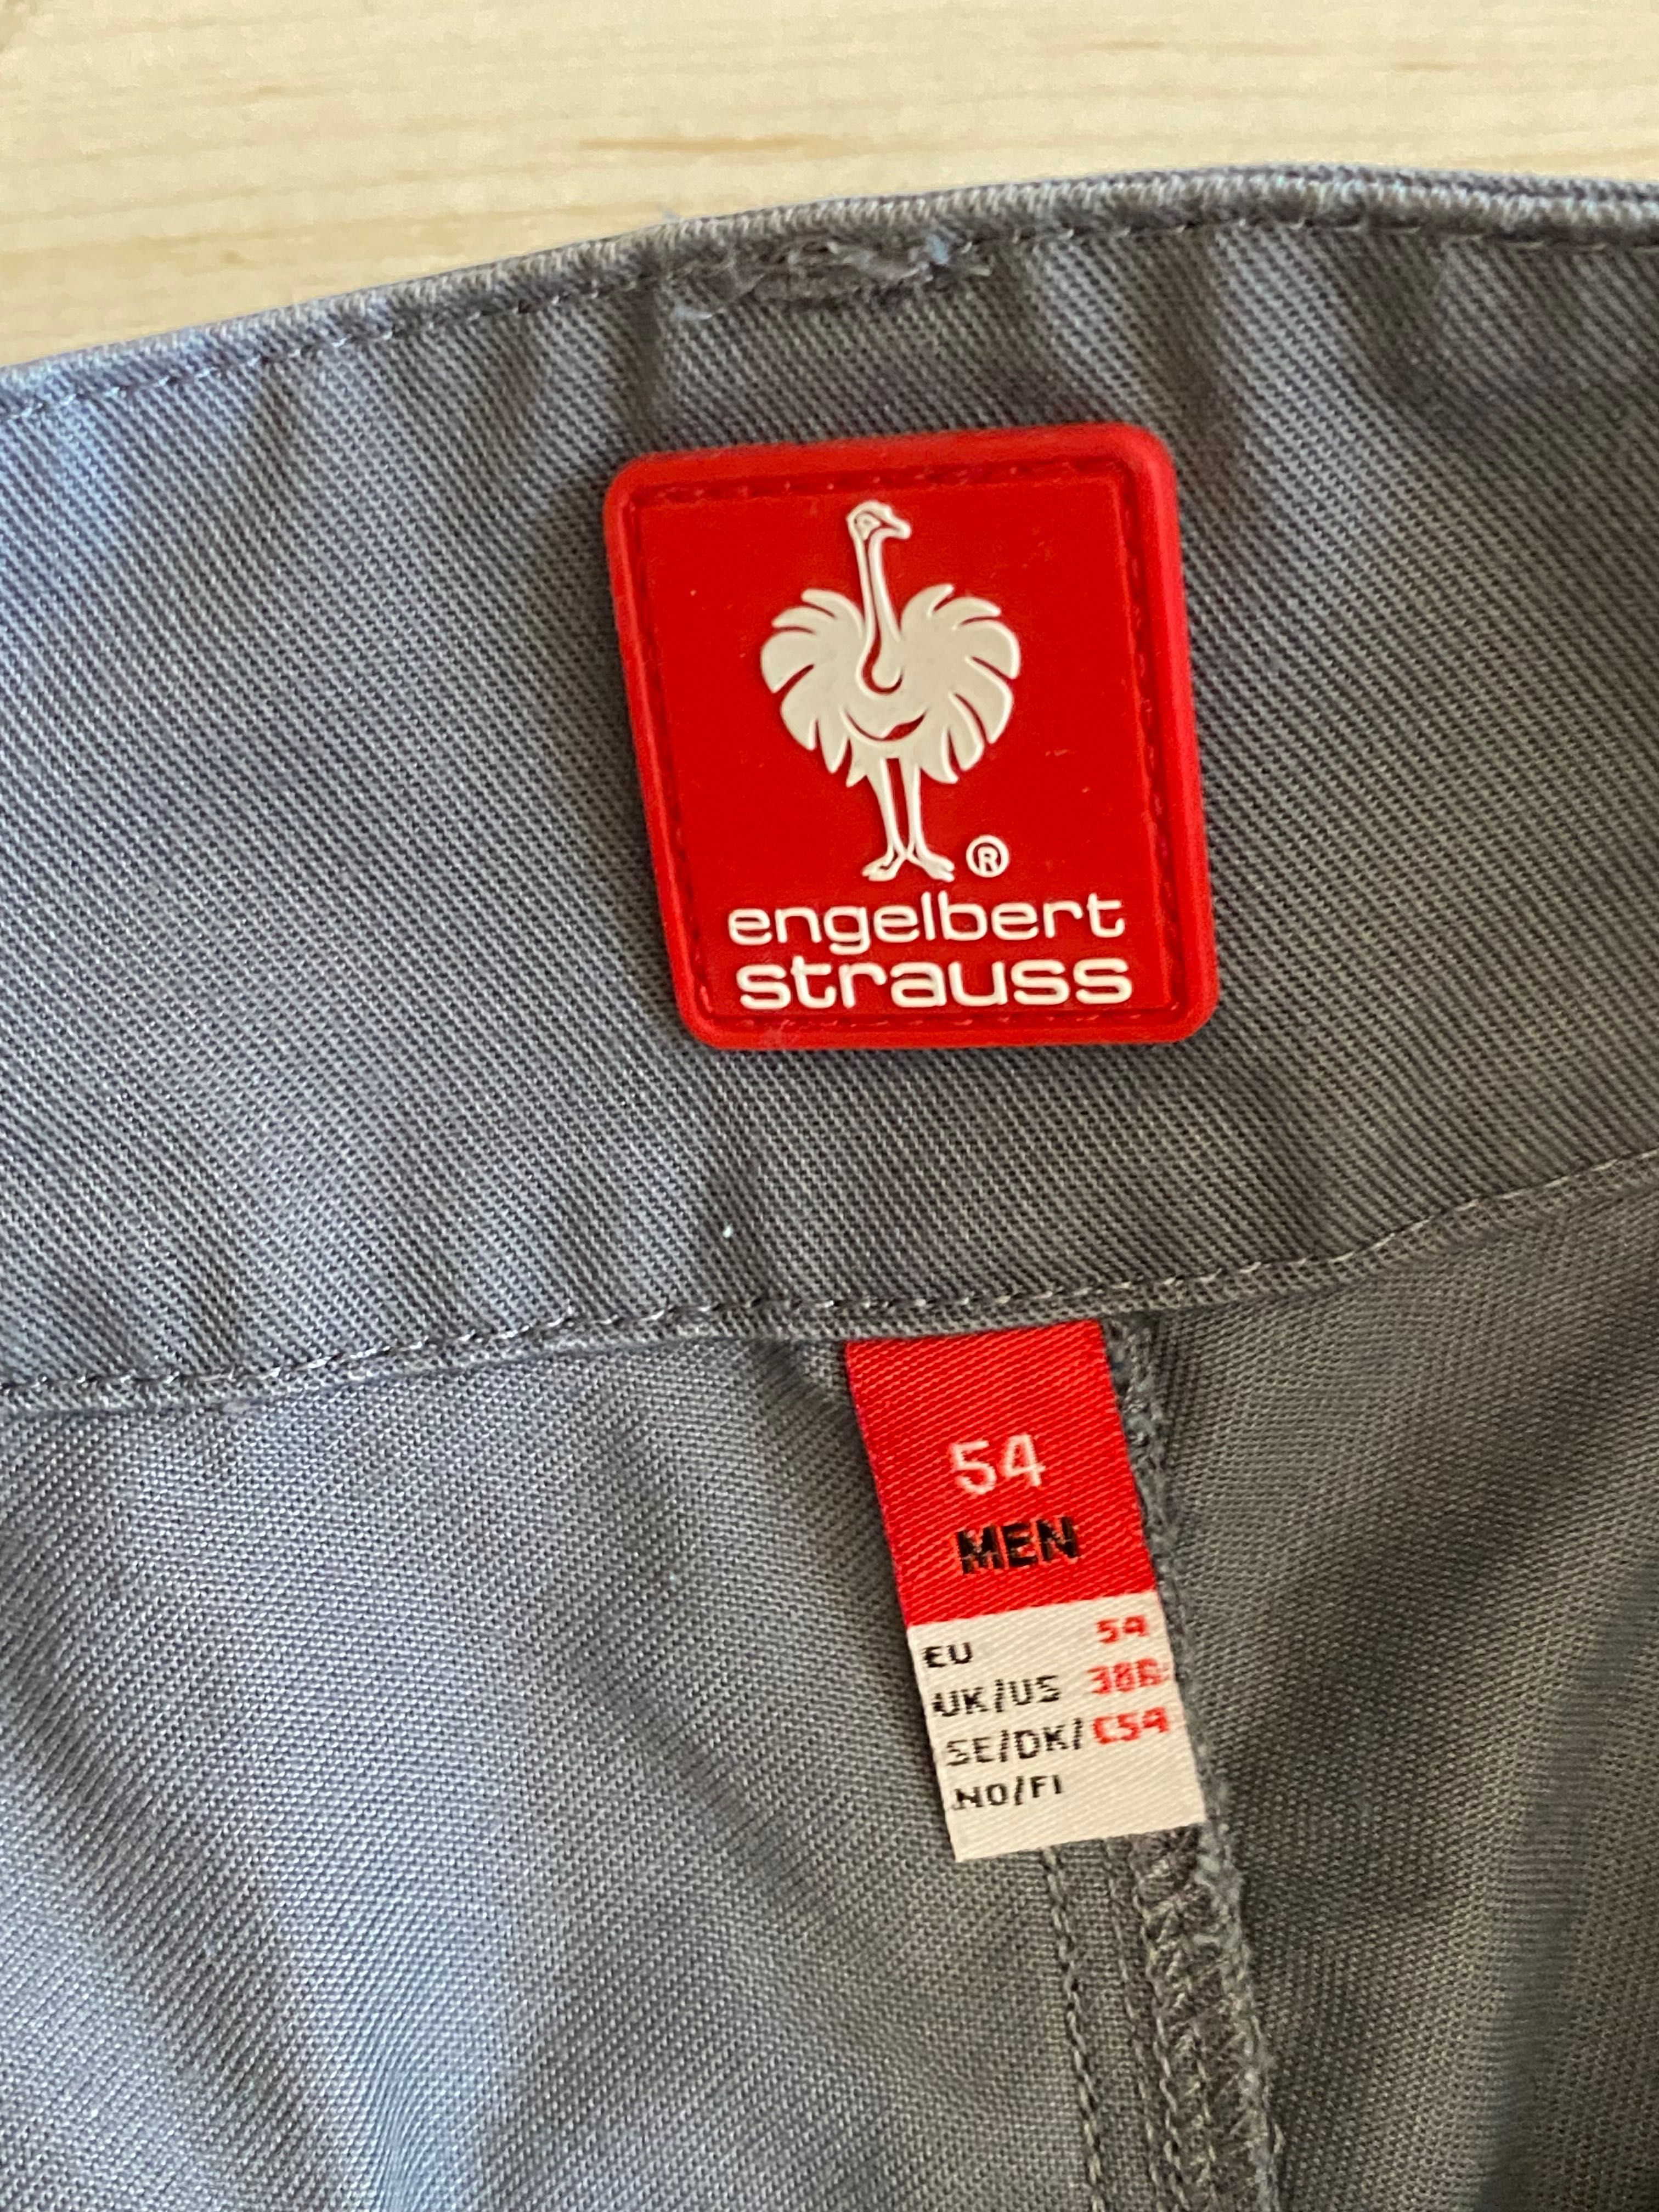 ®
engelbert
strauss
54
MEN
EU 54
UK/US 38R
SE/DK/ C54
NO/FI